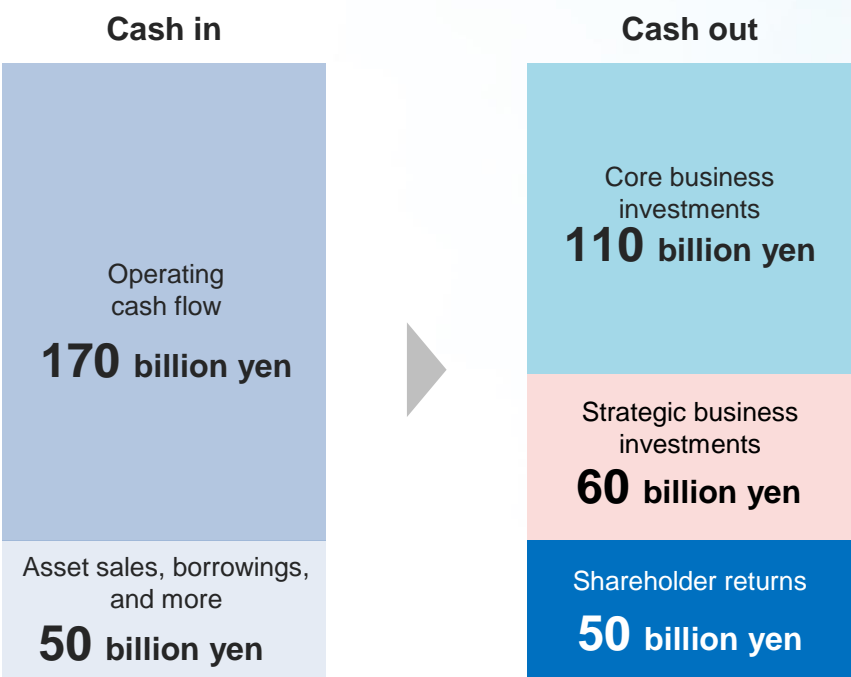 Cash in
Operating
cash flow
170 billion yen
Asset sales, borrowings,
and more
50 billion yen
Cash out
Core business
investments
110 billion yen
Strategic business
investments
60 billion yen
Shareholder returns
50 billion yen